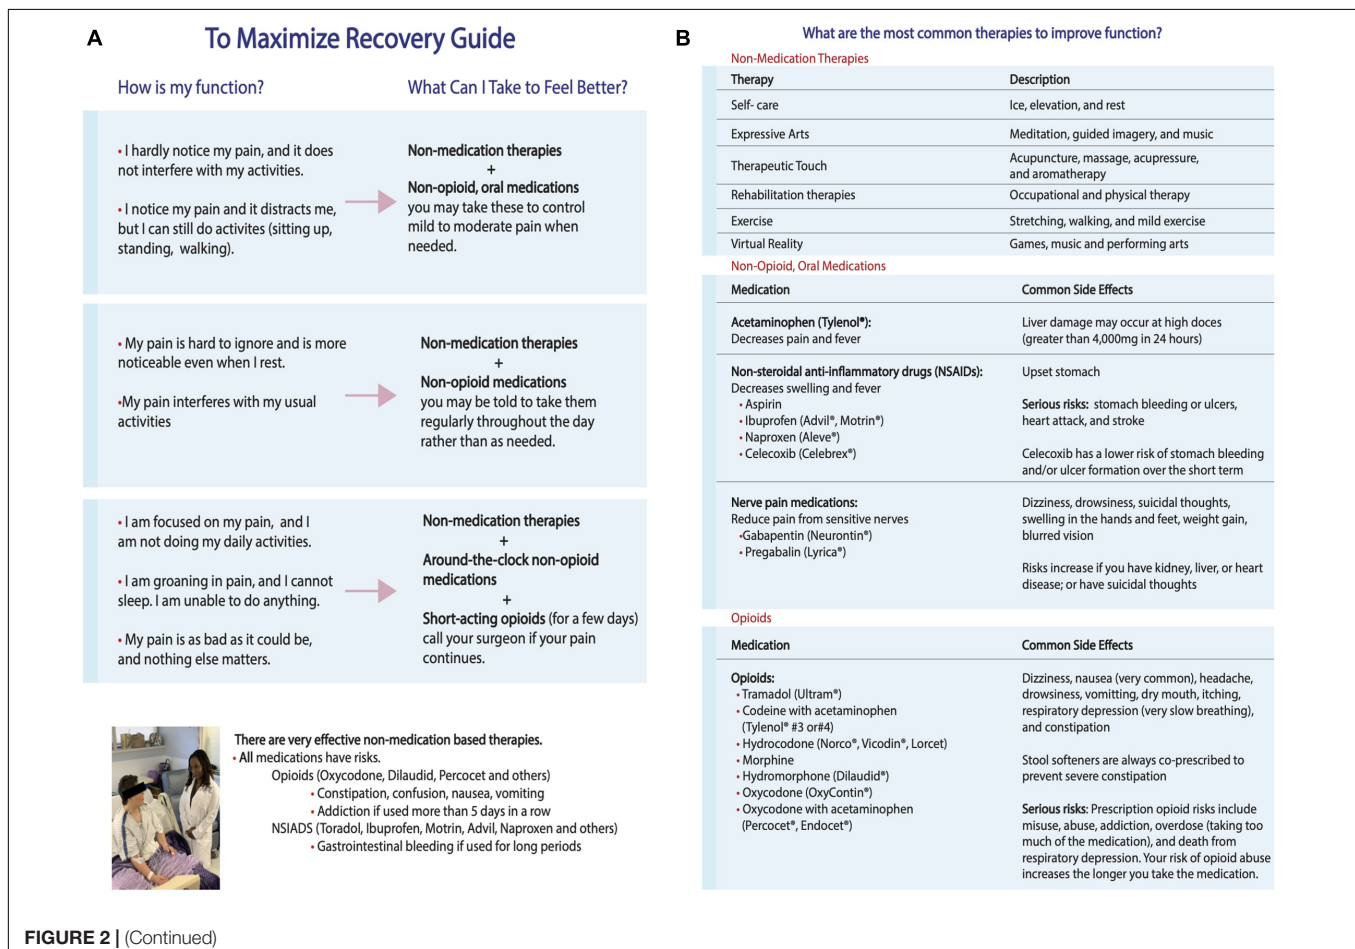 A
To Maximize Recovery Guide
How is my function?
What Can I Take to Feel Better?
• I hardly notice my pain, and it does
not interfere with my activities.
• I notice my pain and it distracts me,
but I can still do activites (sitting up,
standing, walking).
Non-medication therapies
+
Non-opioid, oral medications
you may take these to control
mild to moderate pain when
needed.
• My pain is hard to ignore and is more
noticeable even when I rest.
•My pain interferes with my usual
activities
Non-medication therapies
+
Non-opioid medications
you may be told to take them
regularly throughout the day
rather than as needed.
• I am focused on my pain, and I
am not doing my daily activities.
• I am groaning in pain, and I cannot
sleep. I am unable to do anything.
• My pain is as bad as it could be,
and nothing else matters.
Non-medication therapies
+
Around-the-clock non-opioid
medications
+
Short-acting opioids (for a few days)
call your surgeon if your pain
continues.
There are very effective non-medication based therapies.
• All medications have risks.
Opioids (Oxycodone, Dilaudid, Percocet and others)
• Constipation, confusion, nausea, vomiting
• Addiction if used more than 5 days in a row
NSIADS (Toradol, Ibuprofen, Motrin, Advil, Naproxen and others)
• Gastrointestinal bleeding if used for long periods
B
What are the most common therapies to improve function?
Non-Medication Therapies
Therapy Description
Self- care Ice, elevation, and rest
Expressive Arts Meditation, guided imagery, and music
Therapeutic Touch Acupuncture, massage, acupressure,
and aromatherapy
Rehabilitation therapies Occupational and physical therapy
Exercise Stretching, walking, and mild exercise
Virtual Reality Games, music and performing arts
Non-Opioid, Oral Medications
Medication Common Side Effects
Acetaminophen (Tylenol®):
Decreases pain and fever
Liver damage may occur at high doces
(greater than 4,000mg in 24 hours)
Non-steroidal anti-inflammatory drugs (NSAIDs):
Decreases swelling and fever
• Aspirin
• Ibuprofen (Advil®, Motrin®)
• Naproxen (Aleve®)
• Celecoxib (Celebrex®)
Upset stomach
Serious risks: stomach bleeding or ulcers,
heart attack, and stroke
Celecoxib has a lower risk of stomach bleeding
and/or ulcer formation over the short term
Nerve pain medications:
Reduce pain from sensitive nerves
•Gabapentin (Neurontin®)
• Pregabalin (Lyrica®)
Dizziness, drowsiness, suicidal thoughts,
swelling in the hands and feet, weight gain,
blurred vision
Risks increase if you have kidney, liver, or heart
disease; or have suicidal thoughts
Opioids
Medication Common Side Effects
Opioids:
• Tramadol (Ultram®)
• Codeine with acetaminophen
(Tylenol® #3 or#4)
• Hydrocodone (Norco®, Vicodin®, Lorcet)
• Morphine
• Hydromorphone (Dilaudid®)
• Oxycodone (OxyContin®)
• Oxycodone with acetaminophen
(Percocet®, Endocet®)
Dizziness, nausea (very common), headache,
drowsiness, vomitting, dry mouth, itching,
respiratory depression (very slow breathing),
and constipation
Stool softeners are always co-prescribed to
prevent severe constipation
Serious risks: Prescription opioid risks include
misuse, abuse, addiction, overdose (taking too
much of the medication), and death from
respiratory depression. Your risk of opioid abuse
increases the longer you take the medication.
FIGURE 2 | (Continued)